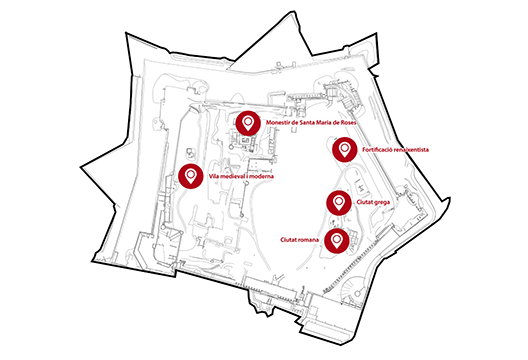 Monestir de Santa Maria de Roses
Fortificació renaixentista
Vila medieval i moderna
Ciutat grega
Ciutat romana